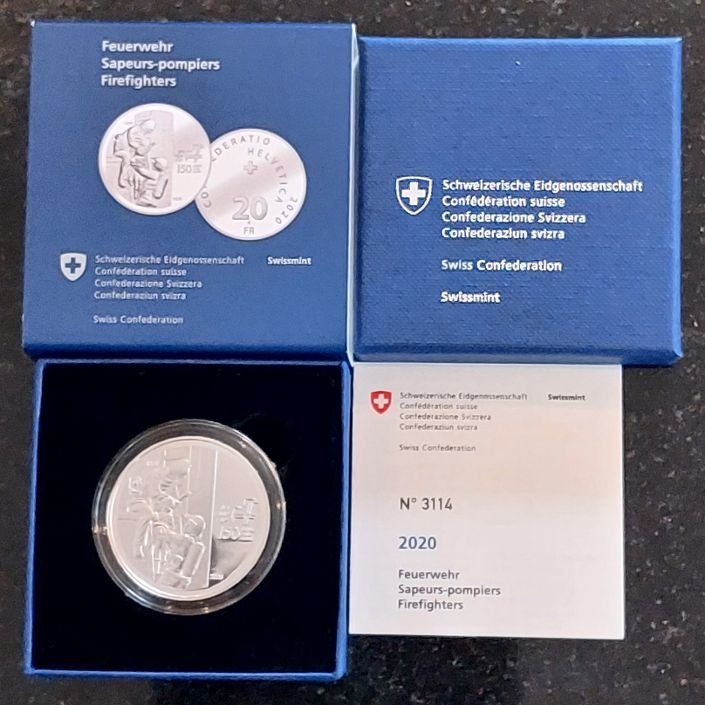 Feuerwehr
Sapeurs-pompiers
Firefighters
150
CONFOEDERATIO HELVETICA 2020
20
FR
Schweizerische Eidgenossenschaft
Confédération suisse
Confederazione Svizzera
Confederaziun svizra
Swissmint
Swiss Confederation
Schweizerische Eidgenossenschaft
Confédération suisse
Confederazione Svizzera
Confederaziun svizra
Swiss Confederation
Swissmint
150
Schweizerische Eidgenossenschaft
Confédération suisse
Confederazione Svizzera
Confederaziun svizra
Swissmint
Swiss Confederation
N° 3114
2020
Feuerwehr
Sapeurs-pompiers
Firefighters